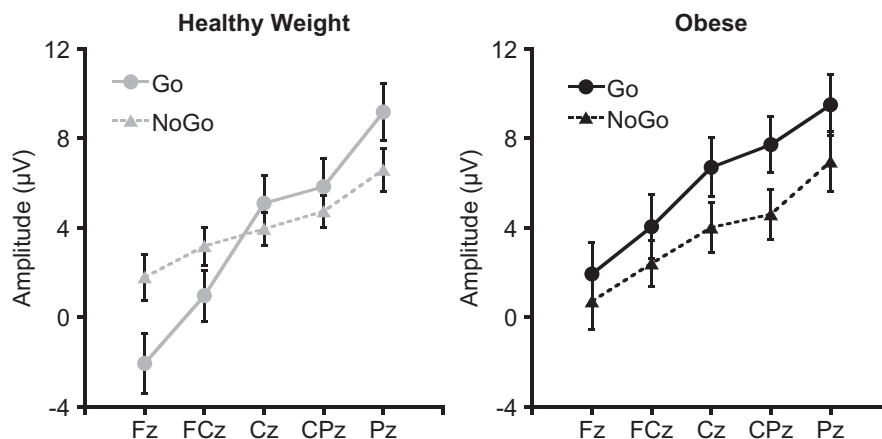 Healthy Weight
12
8
4
0
-4
Amplitude (µV)
Go
NoGo
Fz FCz Cz CPz Pz
Obese
12
8
4
0
-4
Amplitude (µV)
Go
NoGo
Fz FCz Cz CPz Pz